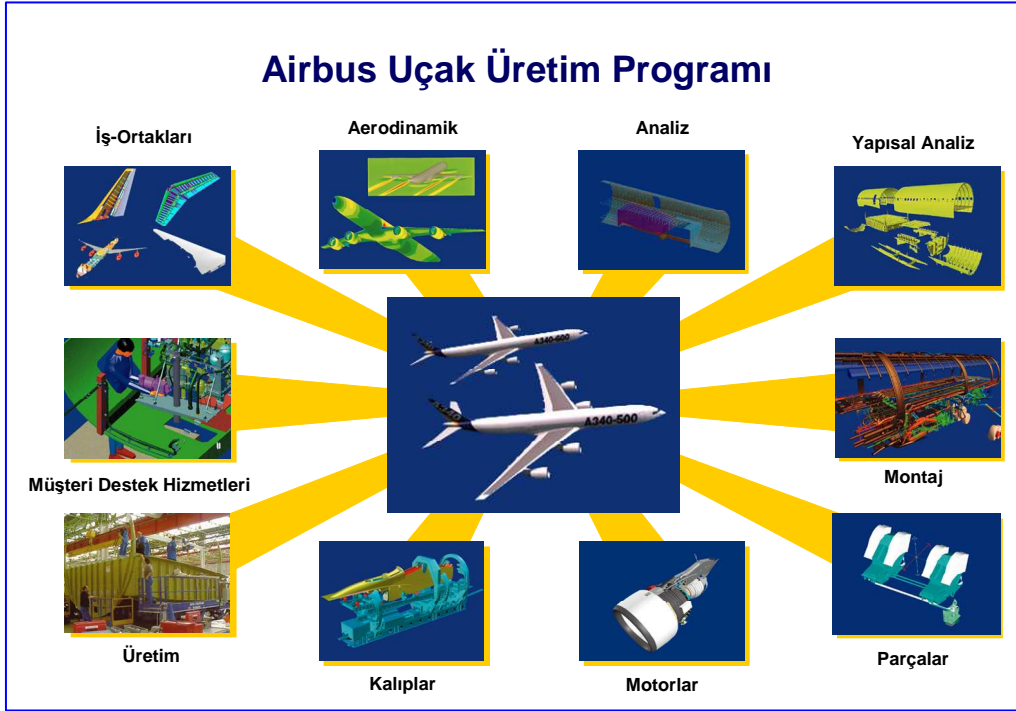 Airbus Uçak Üretim Programı
İş-Ortakları
Aerodinamik
Analiz
Yapısal Analiz
A340-600
A340-500
Müşteri Destek Hizmetleri
Montaj
Üretim
Kalıplar
Motorlar
Parçalar